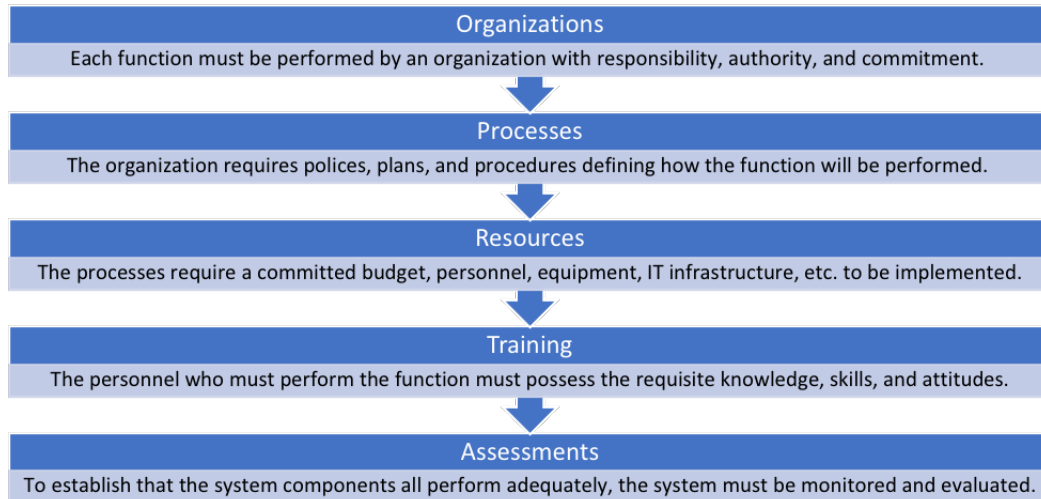 Organizations
Each function must be performed by an organization with responsibility, authority, and commitment.
Processes
The organization requires polices, plans, and procedures defining how the function will be performed.
Resources
The processes require a committed budget, personnel, equipment, IT infrastructure, etc. to be implemented.
Training
The personnel who must perform the function must possess the requisite knowledge, skills, and attitudes.
Assessments
To establish that the system components all perform adequately, the system must be monitored and evaluated.